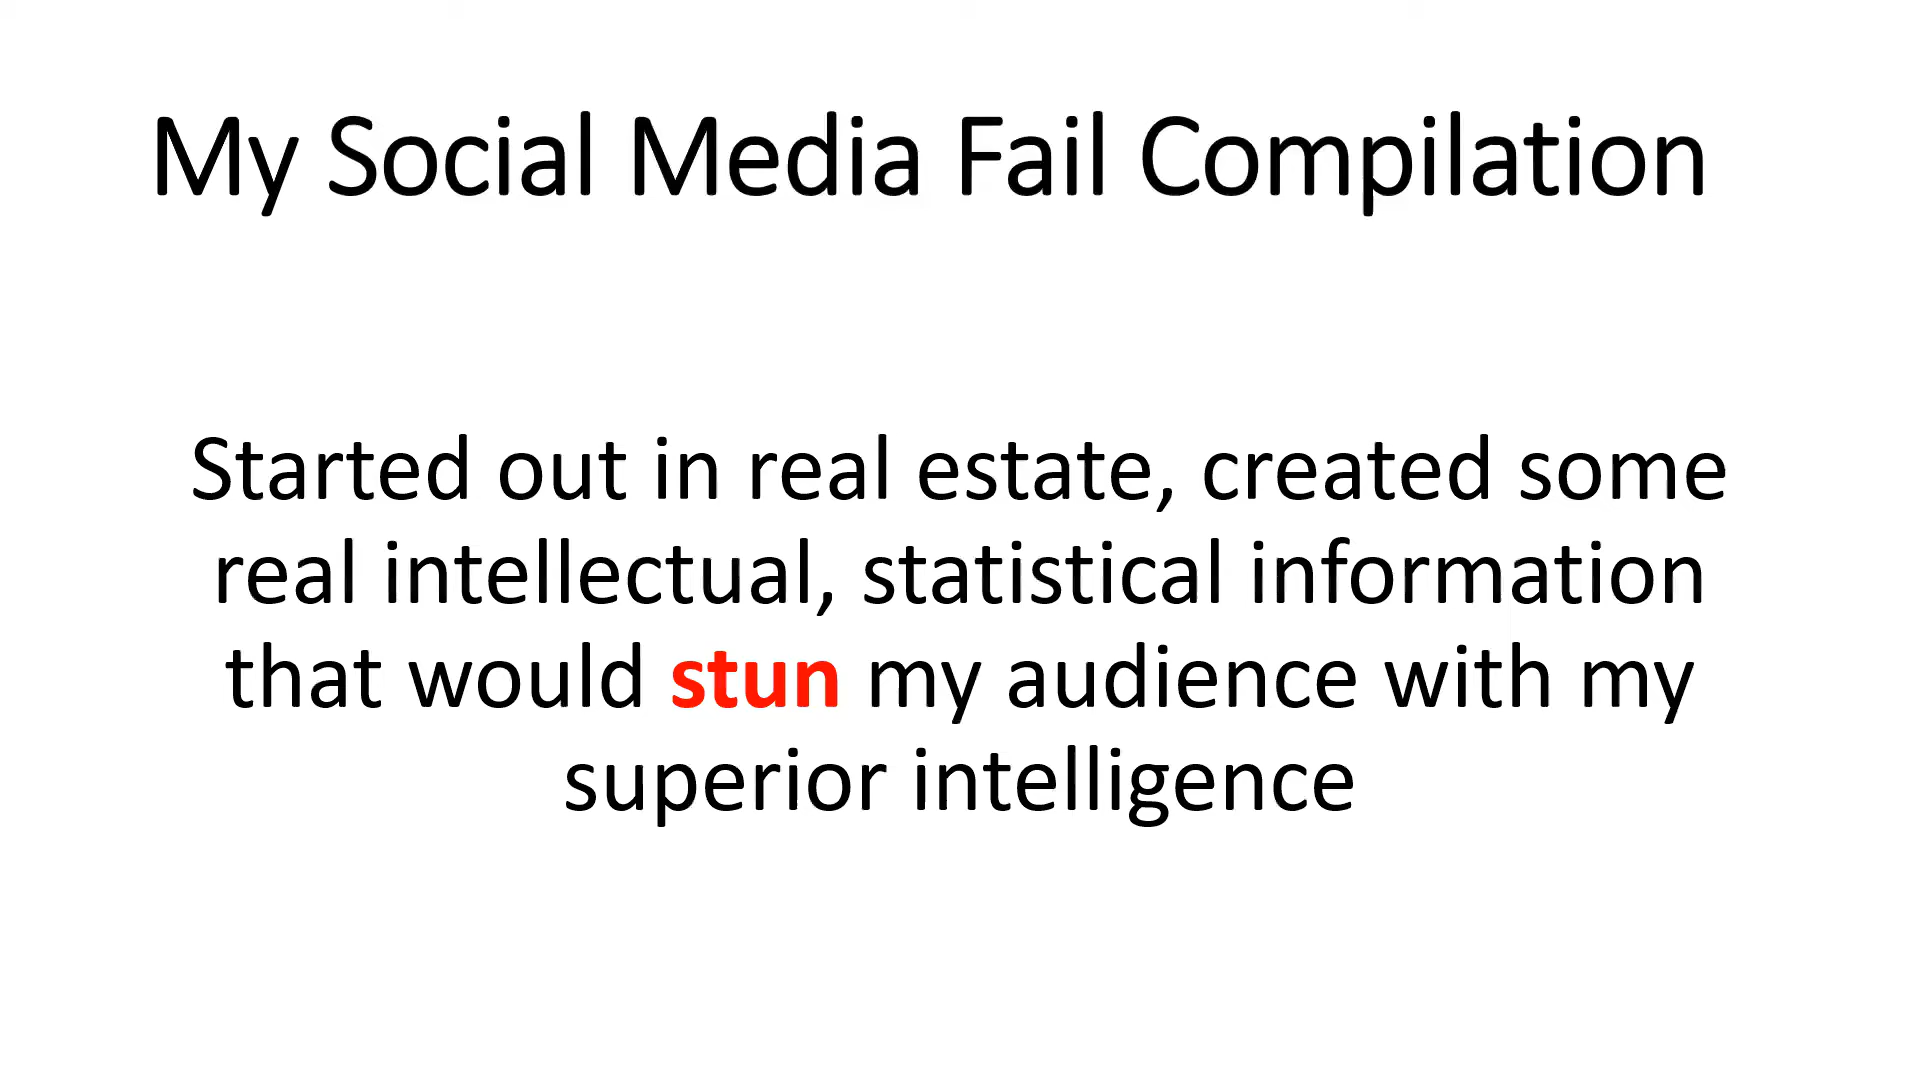 My Social Media Fail Compilation
Started out in real estate, created some
real intellectual, statistical information
that would stun my audience with my
superior intelligence